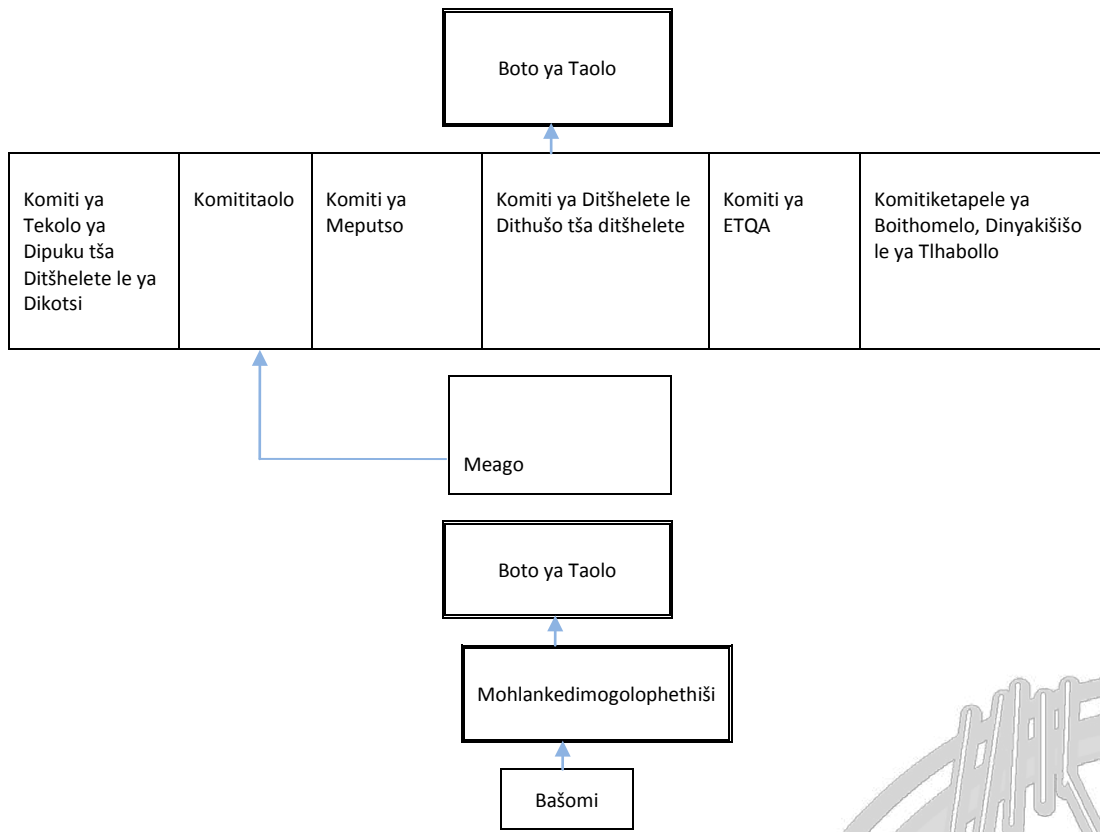 Boto ya Taolo
Komiti ya
Tekolo ya
Dipuku tša
Ditšhelete le ya
Dikotsi
Komititaolo
Komiti ya
Meputso
Komiti ya Ditšhelete le
Dithušo tša ditšhelete
Komiti ya
ETQA
Komitiketapele ya
Boithomelo, Dinyakišišo
le ya Tlhabollo
Meago
Boto ya Taolo
Mohlankedimogolophethiši
Bašomi